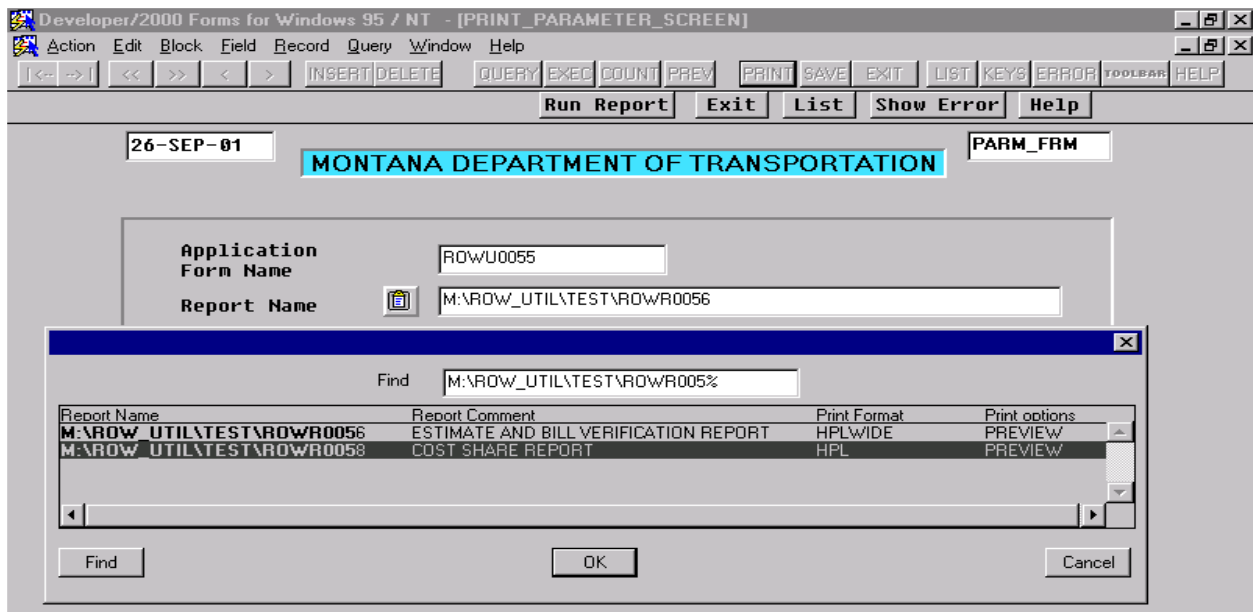 Developer/2000 Forms for Windows 95 / NT - [PRINT_PARAMETER_SCREEN]
Action Edit Block Field Record Query Window Help
|<-- -->| << >> < > INSERT DELETE QUERY EXEC COUNT PREV PRINT SAVE EXIT LIST KEYS ERROR TOOLBAR HELP
Run Report Exit List Show Error Help
26-SEP-01 PARM_FRM
MONTANA DEPARTMENT OF TRANSPORTATION
Application
Form Name ROWU0055
Report Name M:\ROW_UTIL\TEST\ROWR0056
Find M:\ROW_UTIL\TEST\ROWR005%
Report Name Report Comment Print Format Print options
M:\ROW_UTIL\TEST\ROWR0056 ESTIMATE AND BILL VERIFICATION REPORT HPLWIDE PREVIEW
M:\ROW_UTIL\TEST\ROWR0058 COST SHARE REPORT HPL PREVIEW
Find OK Cancel